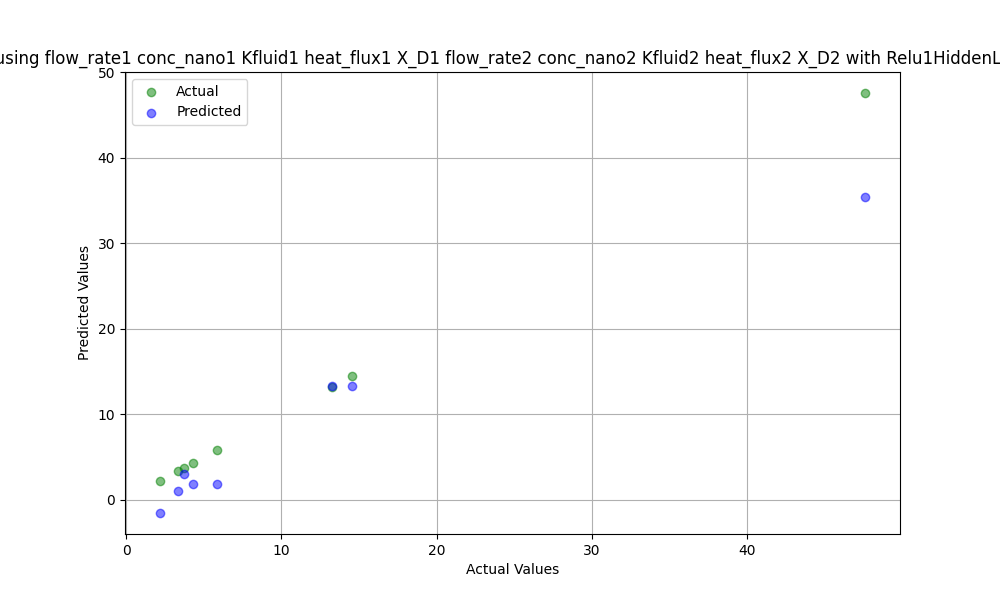 using flow_rate1 conc_nano1 Kfluid1 heat_flux1 X_D1 flow_rate2 conc_nano2 Kfluid2 heat_flux2 X_D2 with Relu1HiddenL
50
Actual
Predicted
40
30
20
10
0
Predicted Values
0 10 20 30 40
Actual Values